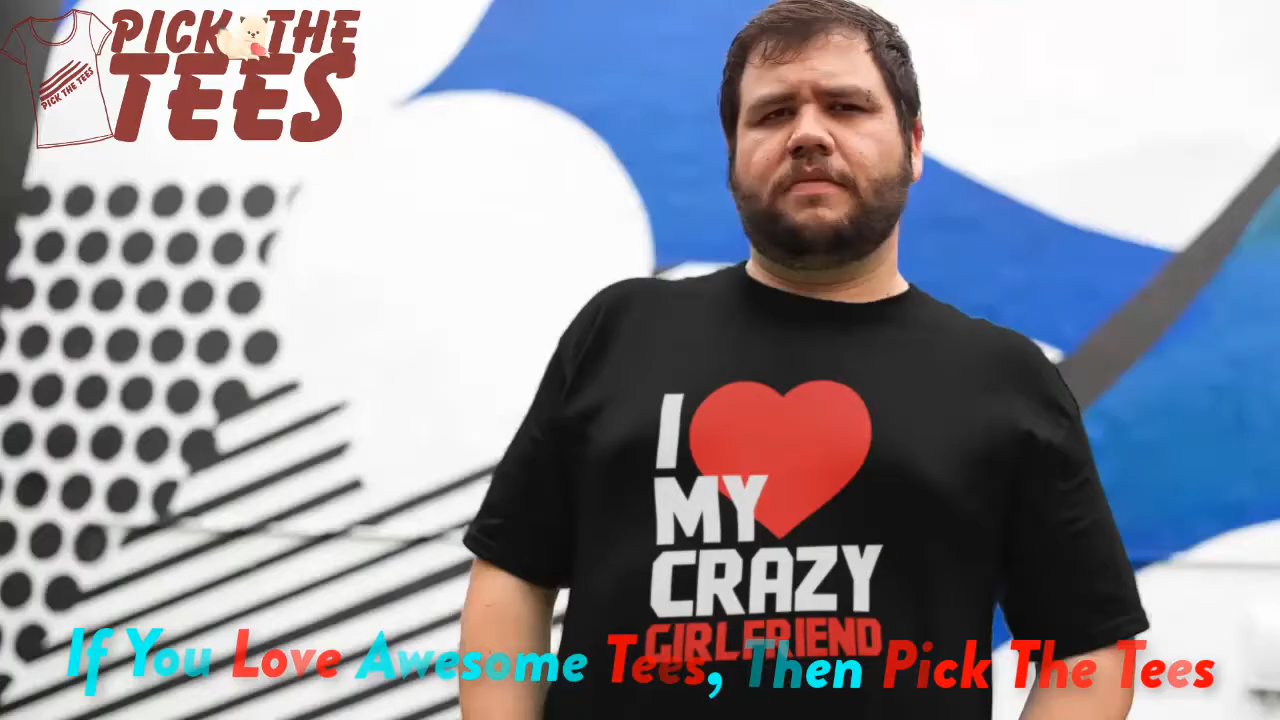 PICK THE
TEES
PICK THE TEES
I
MY
CRAZY
GIRLFRIEND
If You Love Awesome Tees, Then Pick The Tees